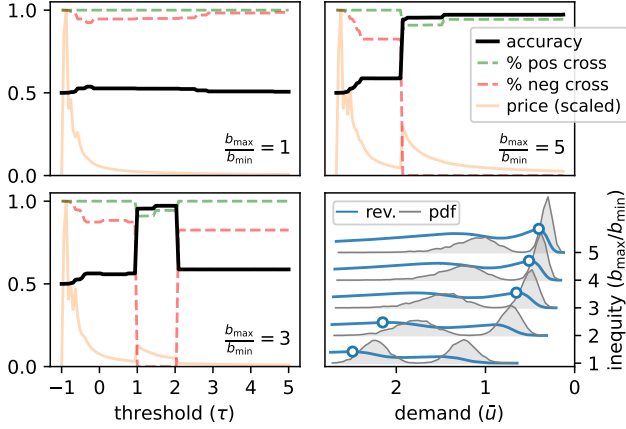 1.0
0.5
0.0
b_max/b_min = 1
accuracy
% pos cross
% neg cross
price (scaled)
b_max/b_min = 5
1.0
0.5
0.0
b_max/b_min = 3
−1 0 1 2 3 4 5
threshold (τ)
rev. pdf
5
4
3
2
1
inequity (b_max/b_min)
2 1 0
demand (ū)